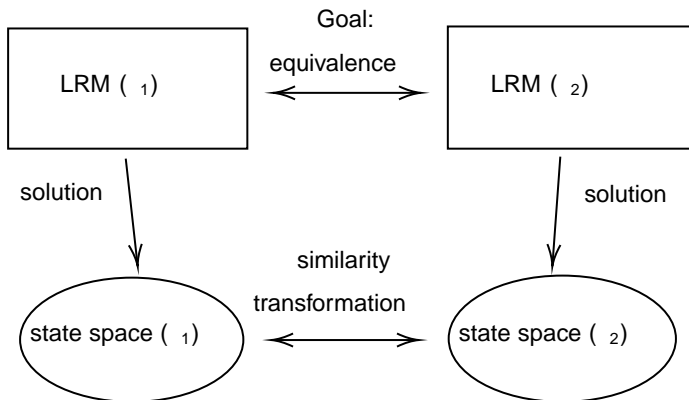 Goal:
equivalence
LRM ( 1)
LRM ( 2)
solution
solution
similarity
transformation
state space ( 1)
state space ( 2)